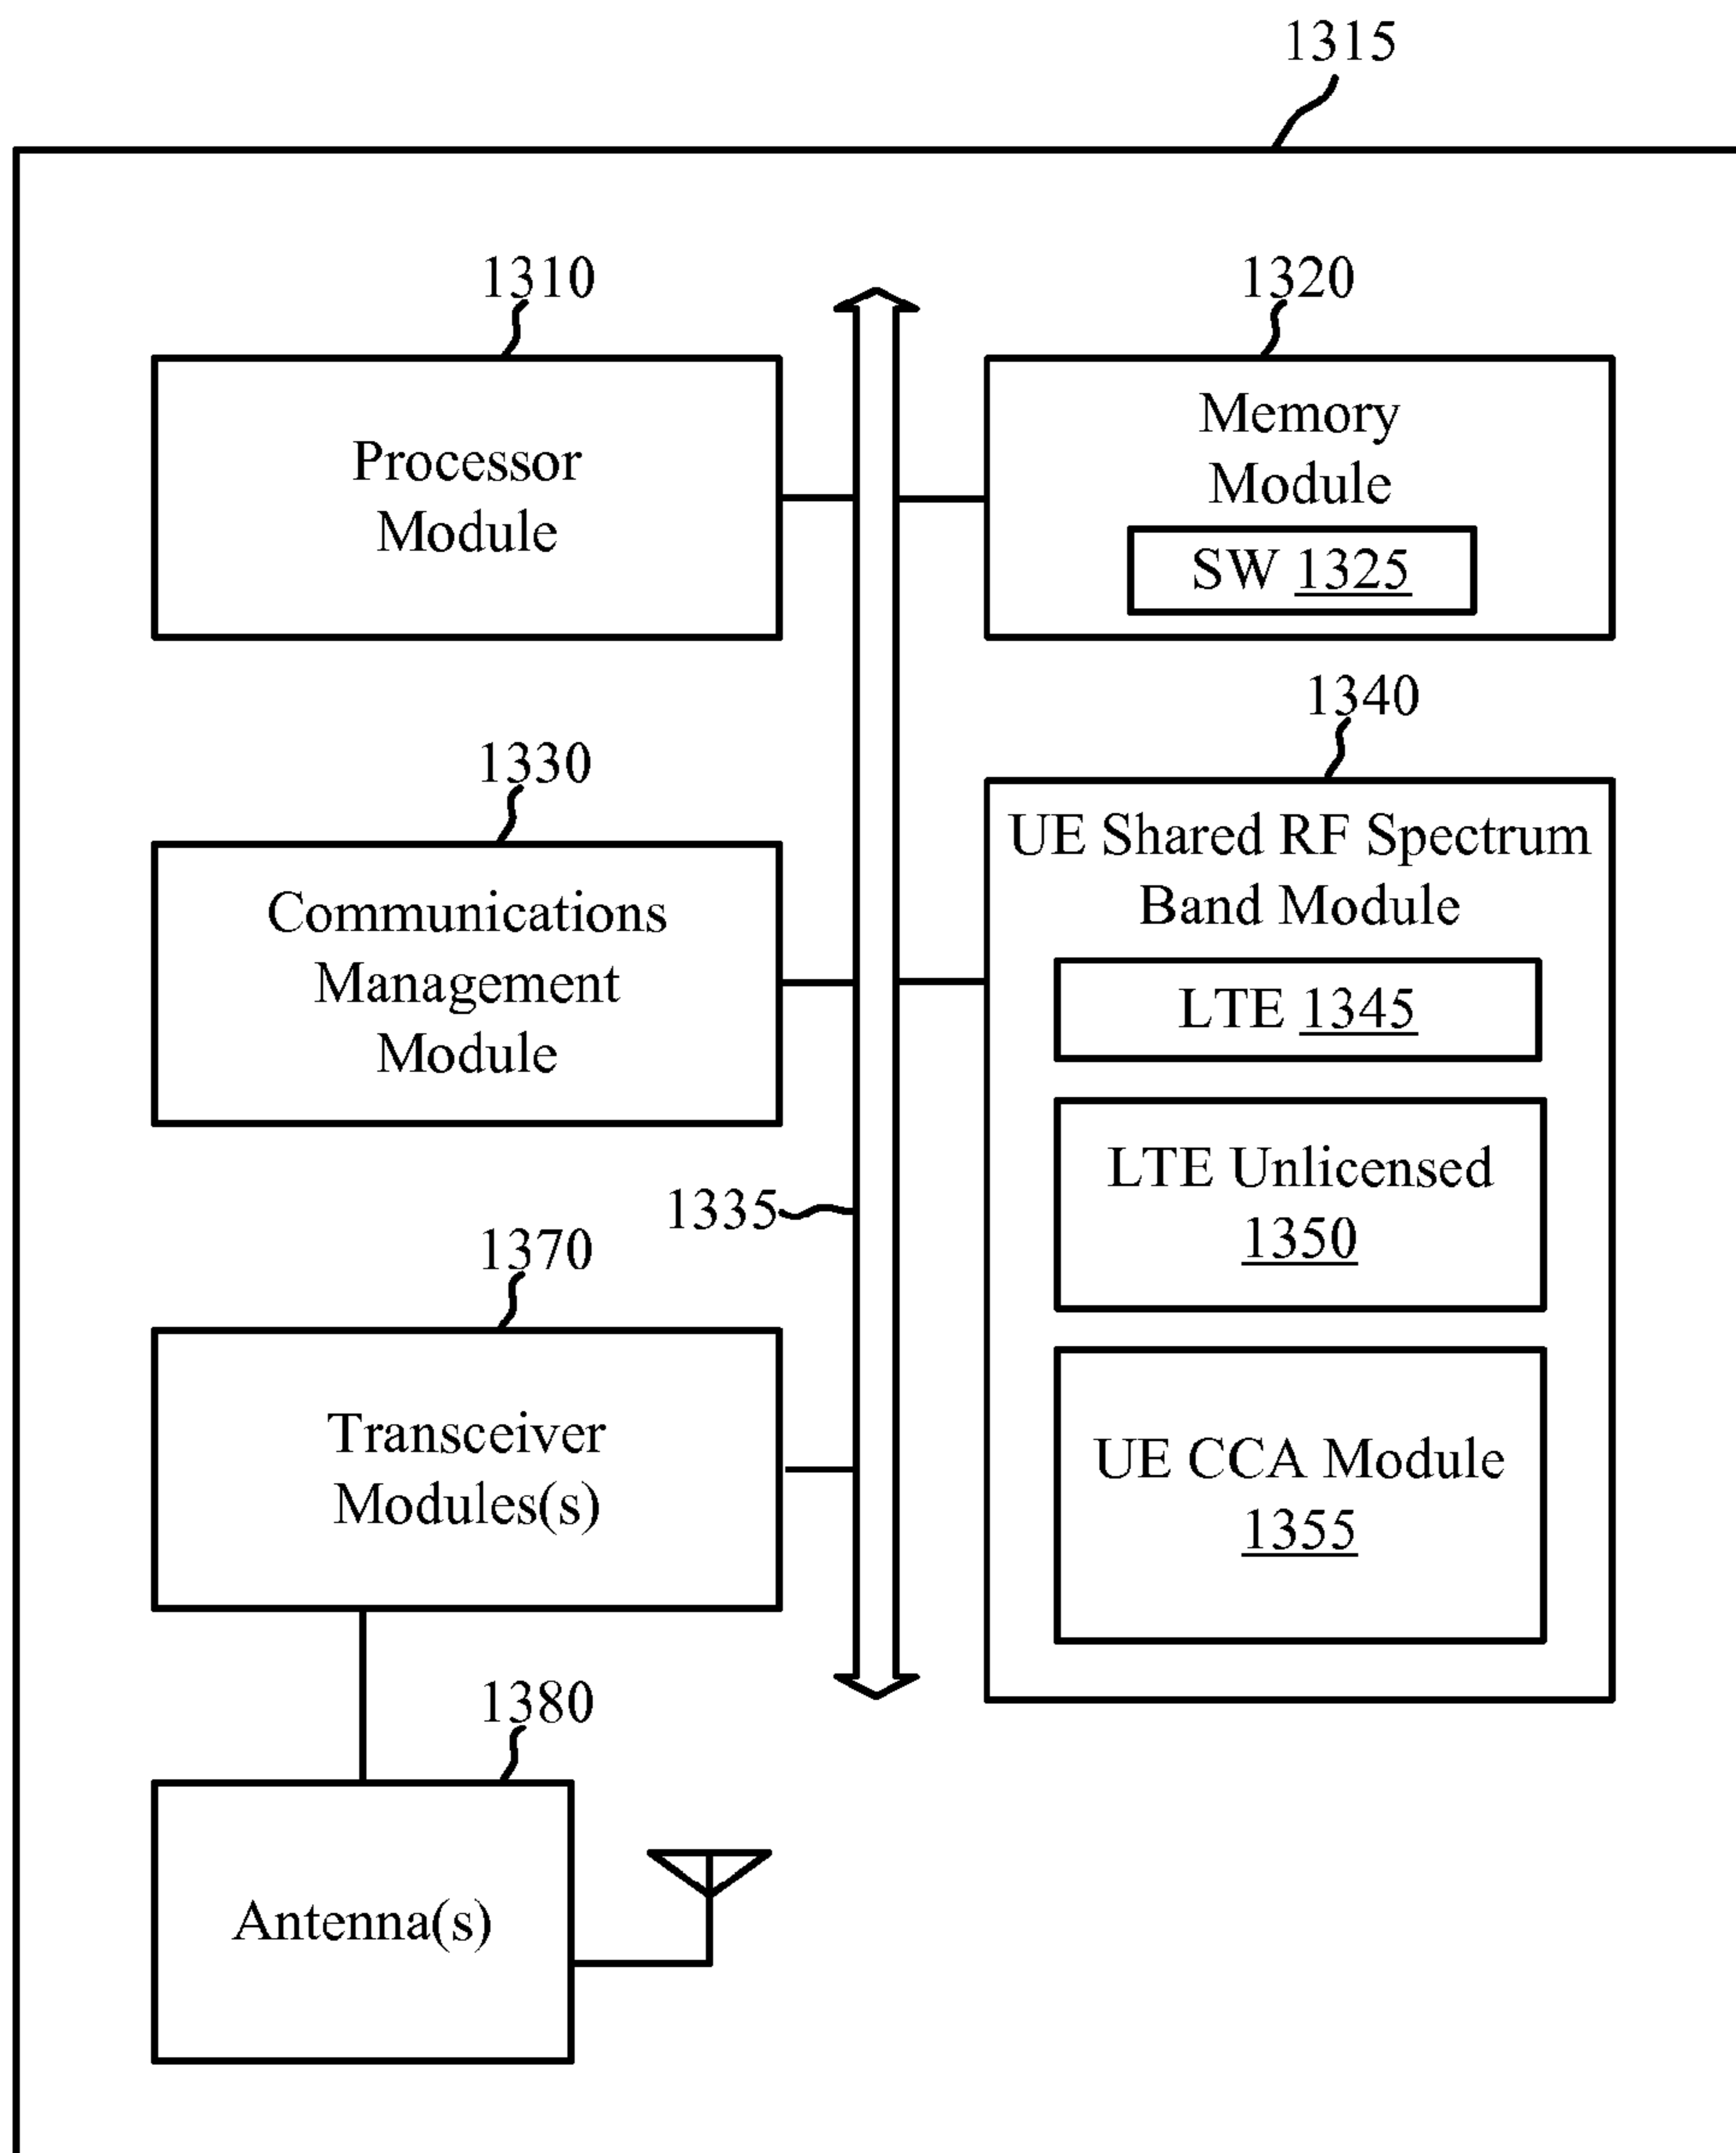 1315
1310
Processor
Module
1320
Memory
Module
SW 1325
1330
Communications
Management
Module
1340
UE Shared RF Spectrum
Band Module
LTE 1345
LTE Unlicensed
1350
UE CCA Module
1355
1335
1370
Transceiver
Modules(s)
1380
Antenna(s)